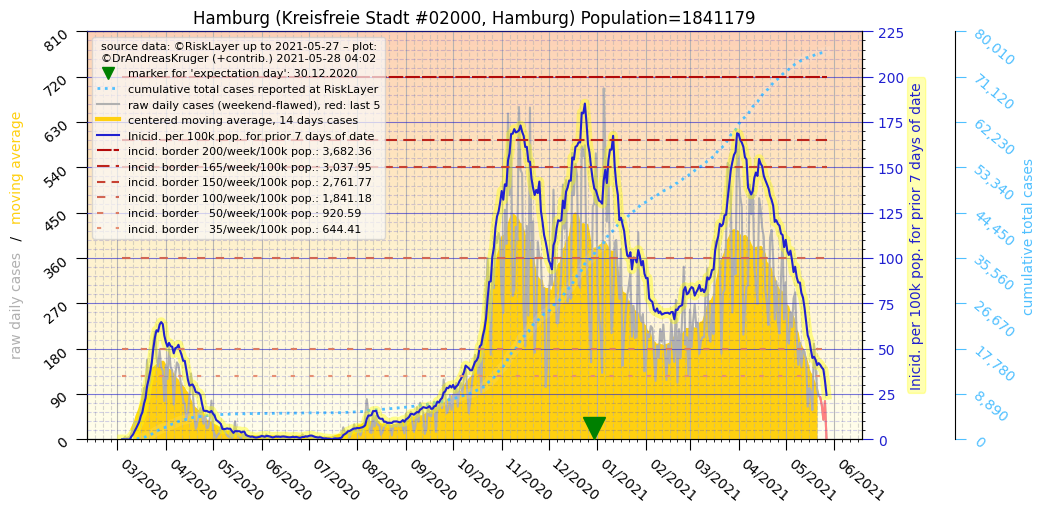 Hamburg (Kreisfreie Stadt #02000, Hamburg) Population=1841179
source data: ©RiskLayer up to 2021-05-27 – plot:
©DrAndreasKruger (+contrib.) 2021-05-28 04:02
marker for 'expectation day': 30.12.2020
cumulative total cases reported at RiskLayer
raw daily cases (weekend-flawed), red: last 5
centered moving average, 14 days cases
Inicid. per 100k pop. for prior 7 days of date
incid. border 200/week/100k pop.: 3,682.36
incid. border 165/week/100k pop.: 3,037.95
incid. border 150/week/100k pop.: 2,761.77
incid. border 100/week/100k pop.: 1,841.18
incid. border 50/week/100k pop.: 920.59
incid. border 35/week/100k pop.: 644.41
raw daily cases / moving average
810
720
630
540
450
360
270
180
90
0
03/2020
04/2020
05/2020
06/2020
07/2020
08/2020
09/2020
10/2020
11/2020
12/2020
01/2021
02/2021
03/2021
04/2021
05/2021
06/2021
225
200
175
150
125
100
75
50
25
0
Inicid. per 100k pop. for prior 7 days of date
80,010
71,120
62,230
53,340
44,450
35,560
26,670
17,780
8,890
0
cumulative total cases